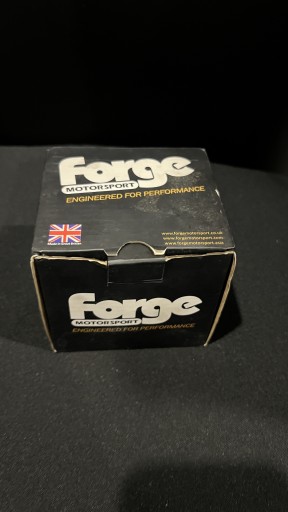 Forge
MOTORSPORT
ENGINEERED FOR PERFORMANCE
www.forgemotorsport.co.uk
www.forgemotorsport.com
www.forgemotorsport.asia
Forge
MOTORSPORT
ENGINEERED FOR PERFORMANCE